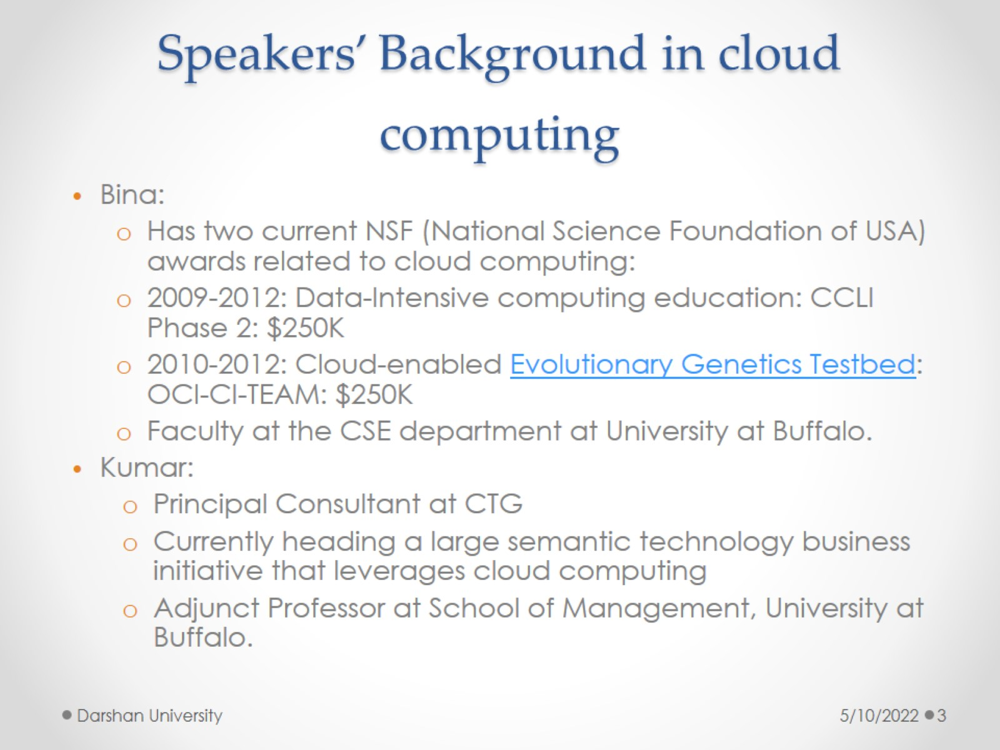 Speakers’ Background in cloud
computing
• Bina:
o Has two current NSF (National Science Foundation of USA)
awards related to cloud computing:
o 2009-2012: Data-Intensive computing education: CCLI
Phase 2: $250K
o 2010-2012: Cloud-enabled Evolutionary Genetics Testbed:
OCI-CI-TEAM: $250K
o Faculty at the CSE department at University at Buffalo.
• Kumar:
o Principal Consultant at CTG
o Currently heading a large semantic technology business
initiative that leverages cloud computing
o Adjunct Professor at School of Management, University at
Buffalo.
● Darshan University
5/10/2022 ● 3